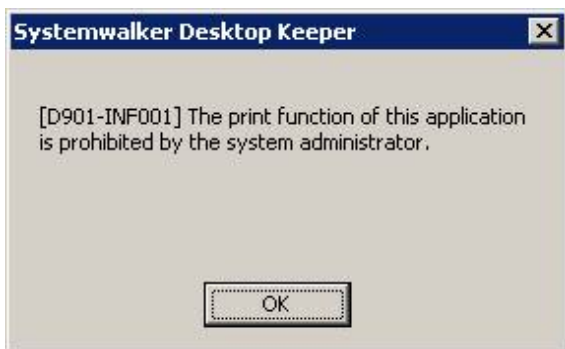 Systemwalker Desktop Keeper
[D901-INF001] The print function of this application
is prohibited by the system administrator.
OK